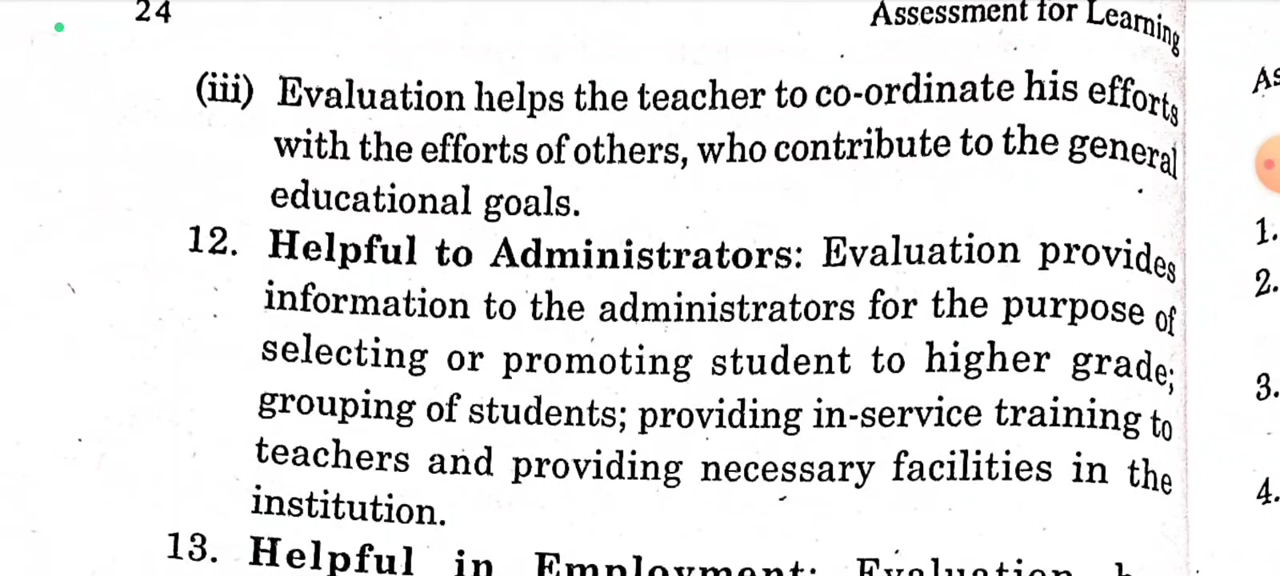 24
Assessment for Learning
(iii) Evaluation helps the teacher to co-ordinate his efforts
with the efforts of others, who contribute to the general
educational goals.
12. Helpful to Administrators: Evaluation provides
information to the administrators for the purpose of
selecting or promoting student to higher grade;
grouping of students; providing in-service training to
teachers and providing necessary facilities in the
institution.
13. Helpful in Employment: Evaluation
As
1.
2.
3.
4.